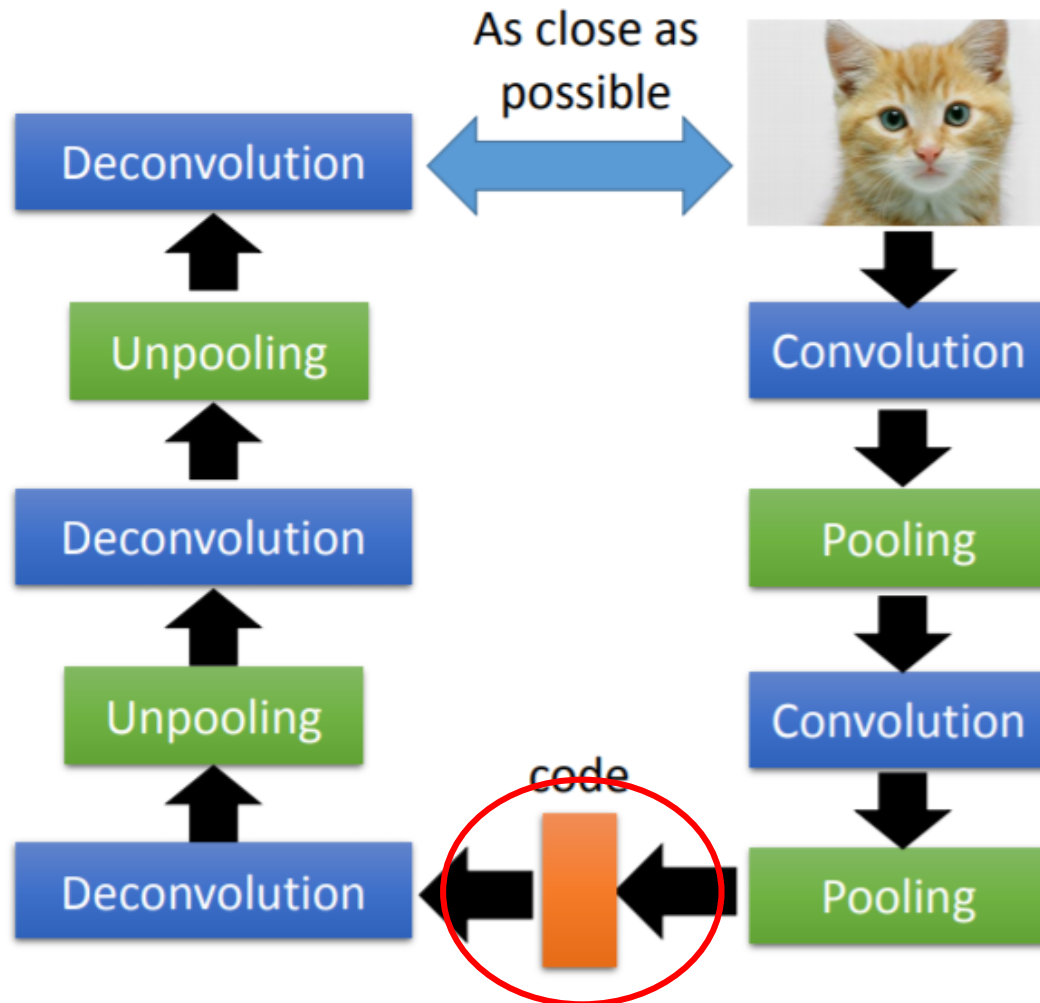 As close as
possible
Deconvolution
Unpooling
Convolution
Deconvolution
Pooling
Unpooling
Convolution
code
Deconvolution
Pooling